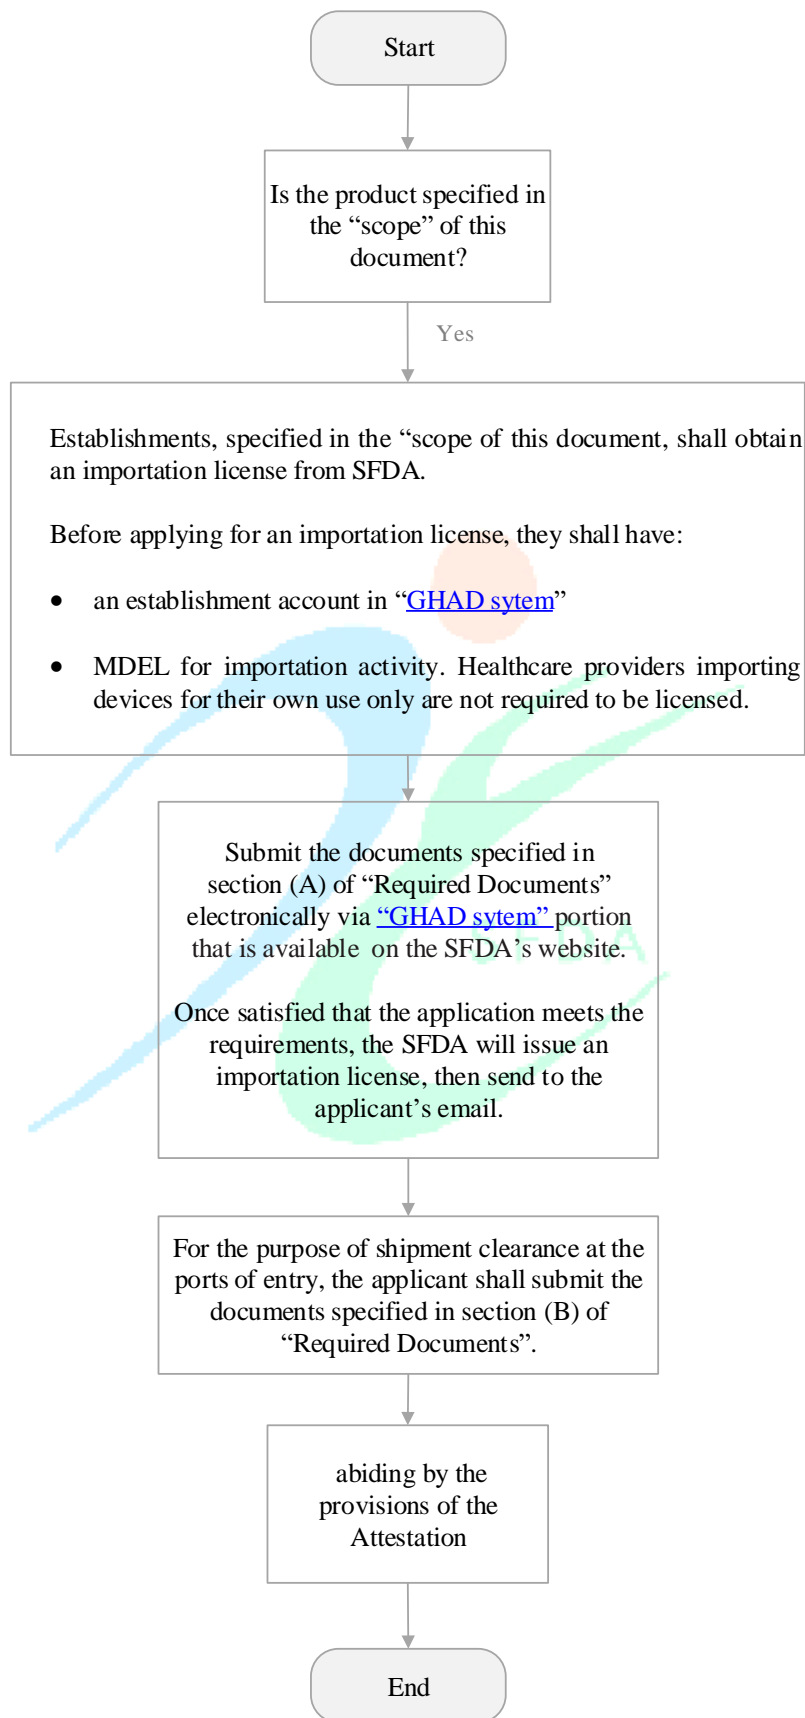 Start
Is the product specified in
the “scope” of this
document?
Yes
Establishments, specified in the “scope of this document, shall obtain
an importation license from SFDA.
Before applying for an importation license, they shall have:
• an establishment account in “GHAD sytem”
• MDEL for importation activity. Healthcare providers importing
devices for their own use only are not required to be licensed.
Submit the documents specified in
section (A) of “Required Documents”
electronically via “GHAD sytem” portion
that is available on the SFDA’s website.
SFDA
Once satisfied that the application meets the
requirements, the SFDA will issue an
importation license, then send to the
applicant’s email.
For the purpose of shipment clearance at the
ports of entry, the applicant shall submit the
documents specified in section (B) of
“Required Documents”.
abiding by the
provisions of the
Attestation
End